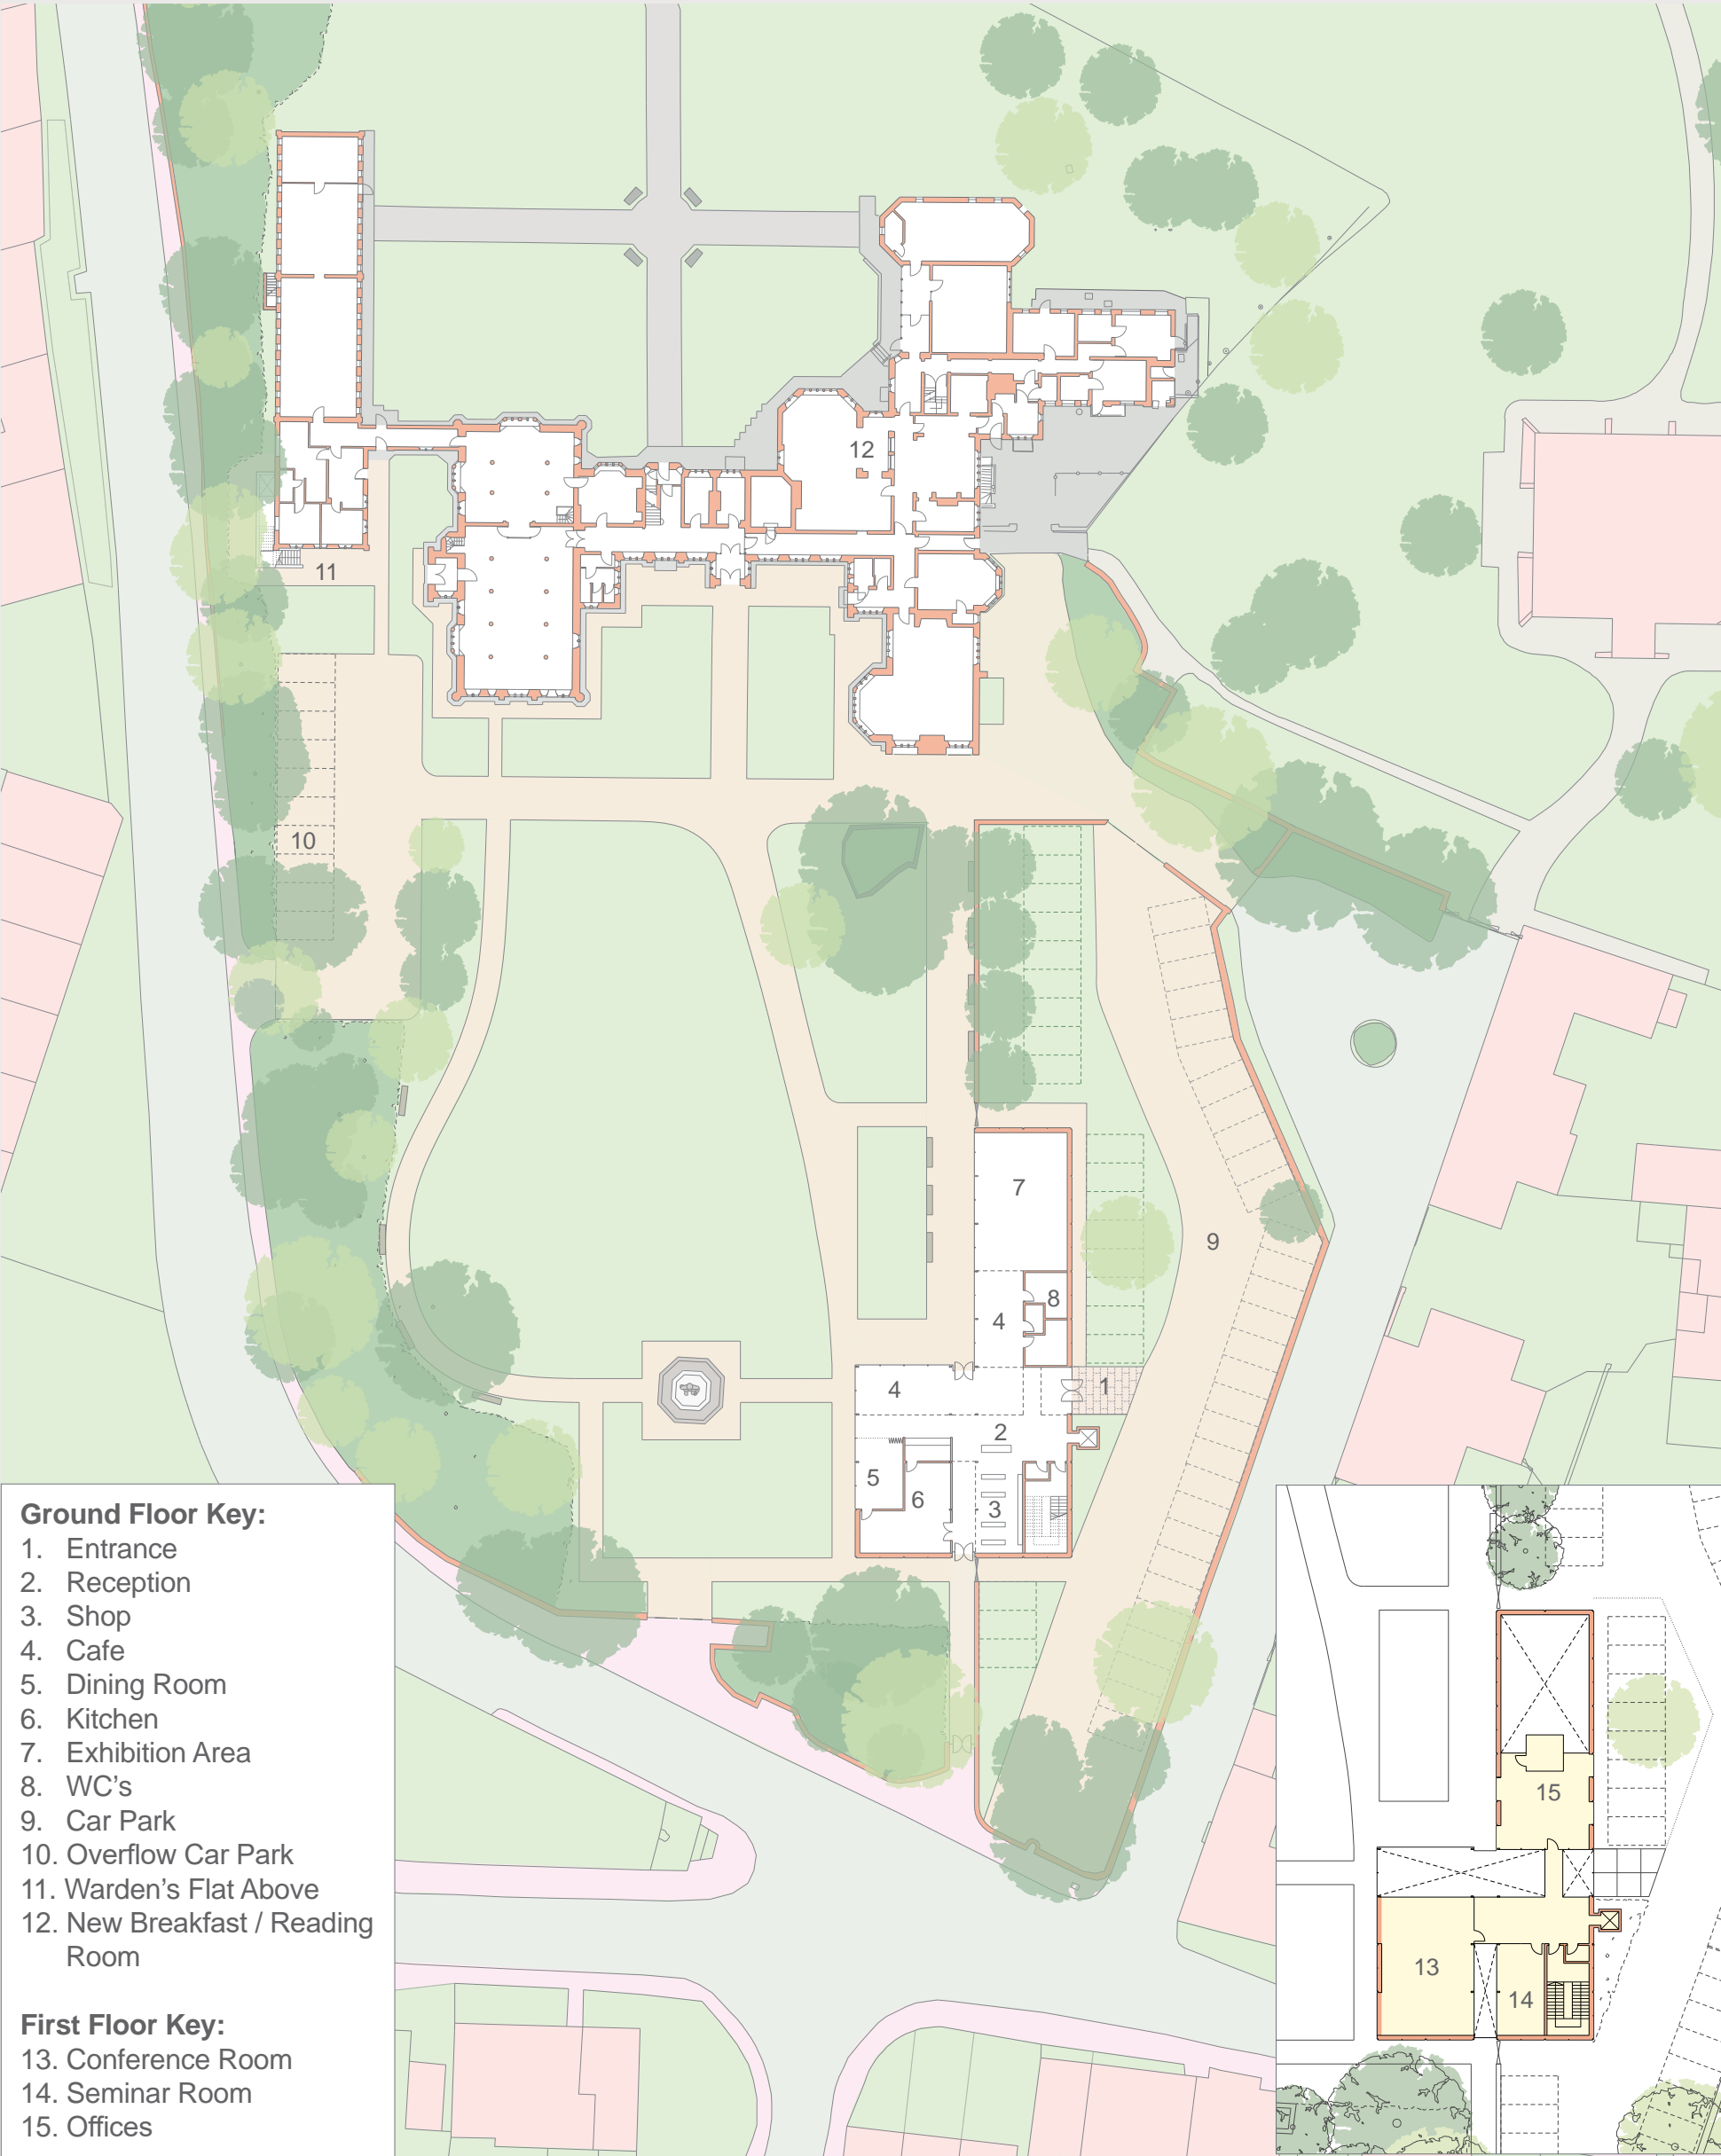 12
11
10
7
9
8
4
1
4
2
5
6
3
Ground Floor Key:
1. Entrance
2. Reception
3. Shop
4. Cafe
5. Dining Room
6. Kitchen
7. Exhibition Area
8. WC’s
9. Car Park
10. Overflow Car Park
11. Warden’s Flat Above
12. New Breakfast / Reading
Room
First Floor Key:
13. Conference Room
14. Seminar Room
15. Offices
15
13
14